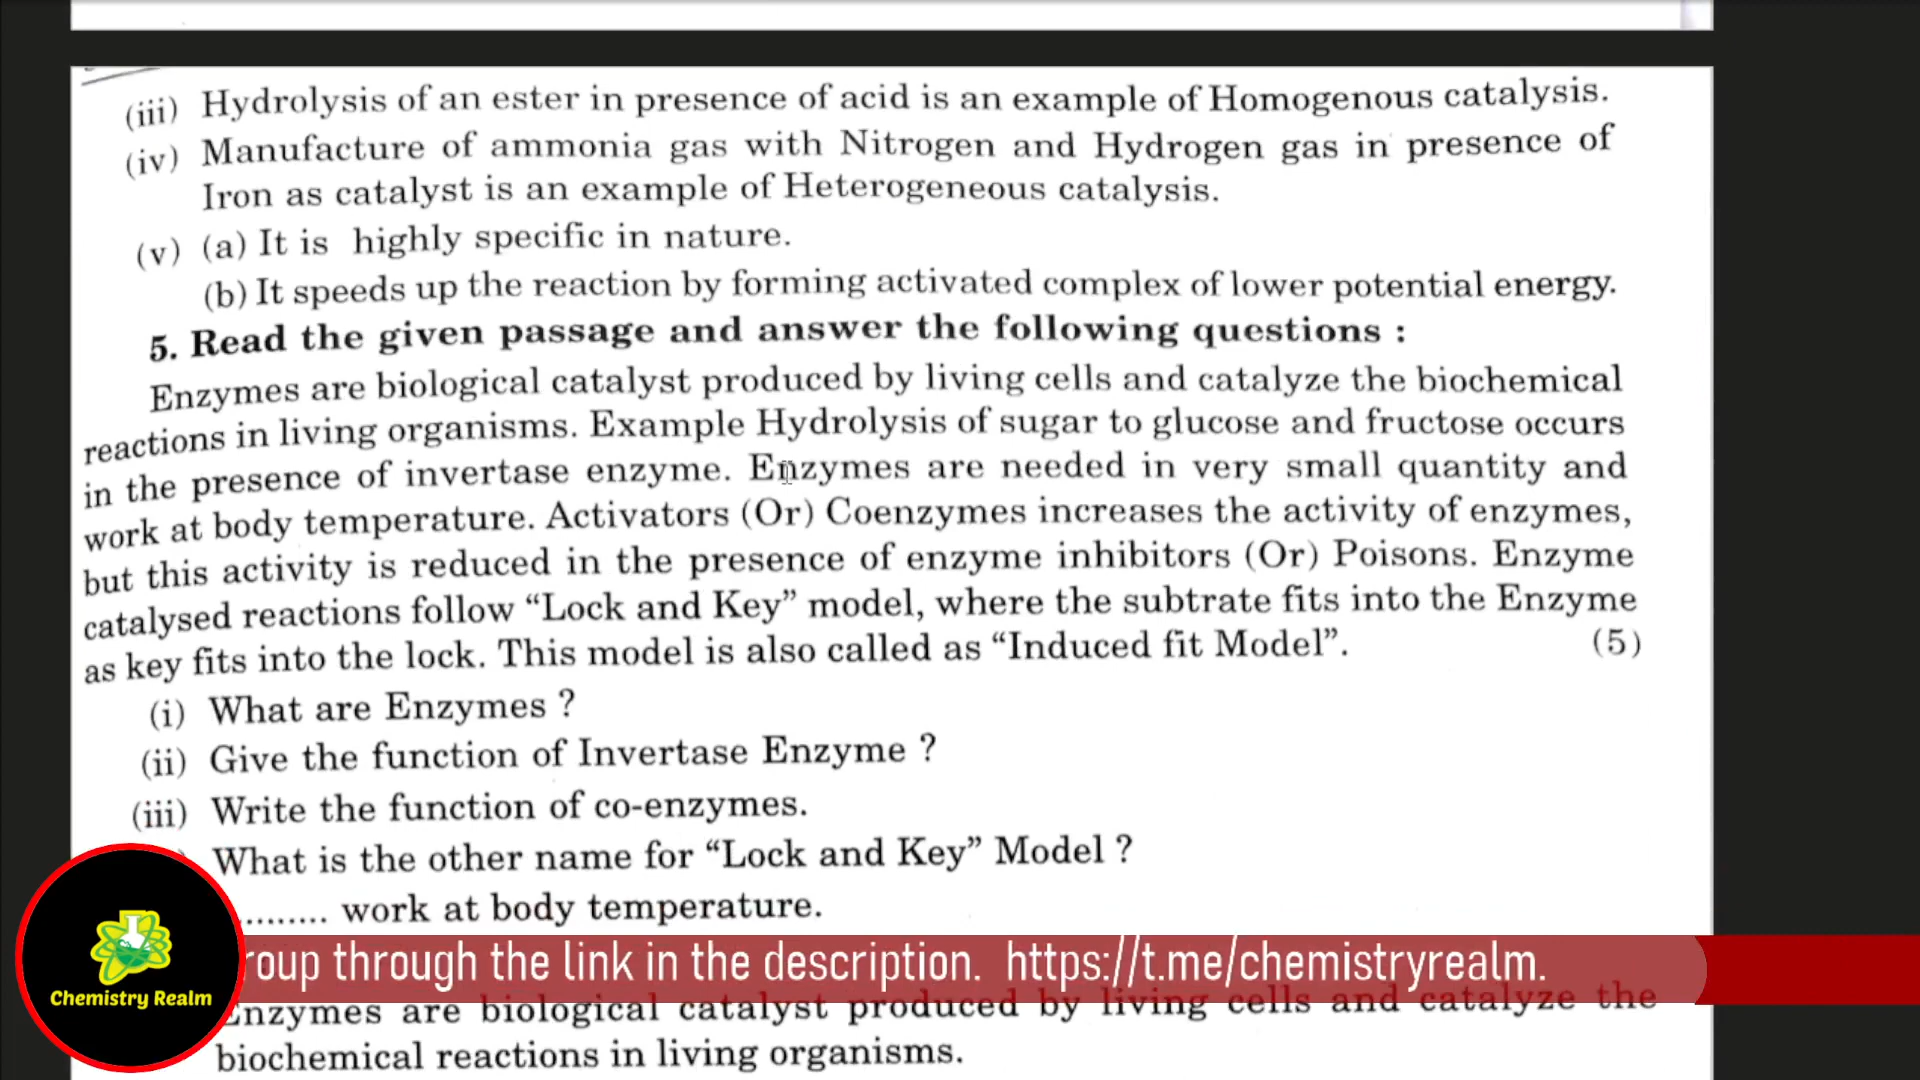 (iii) Hydrolysis of an ester in presence of acid is an example of Homogenous catalysis.
(iv) Manufacture of ammonia gas with Nitrogen and Hydrogen gas in presence of
Iron as catalyst is an example of Heterogeneous catalysis.
(v) (a) It is highly specific in nature.
(b) It speeds up the reaction by forming activated complex of lower potential energy.
5. Read the given passage and answer the following questions :
Enzymes are biological catalyst produced by living cells and catalyze the biochemical
reactions in living organisms. Example Hydrolysis of sugar to glucose and fructose occurs
in the presence of invertase enzyme. Enzymes are needed in very small quantity and
work at body temperature. Activators (Or) Coenzymes increases the activity of enzymes,
but this activity is reduced in the presence of enzyme inhibitors (Or) Poisons. Enzyme
catalysed reactions follow “Lock and Key” model, where the subtrate fits into the Enzyme
as key fits into the lock. This model is also called as “Induced fit Model”. (5)
(i) What are Enzymes ?
(ii) Give the function of Invertase Enzyme ?
(iii) Write the function of co-enzymes.
What is the other name for “Lock and Key” Model ?
......... work at body temperature.
roup through the link in the description. https://t.me/chemistryrealm.
Chemistry Realm
Enzymes are biological catalyst produced by living cells and catalyze the
biochemical reactions in living organisms.